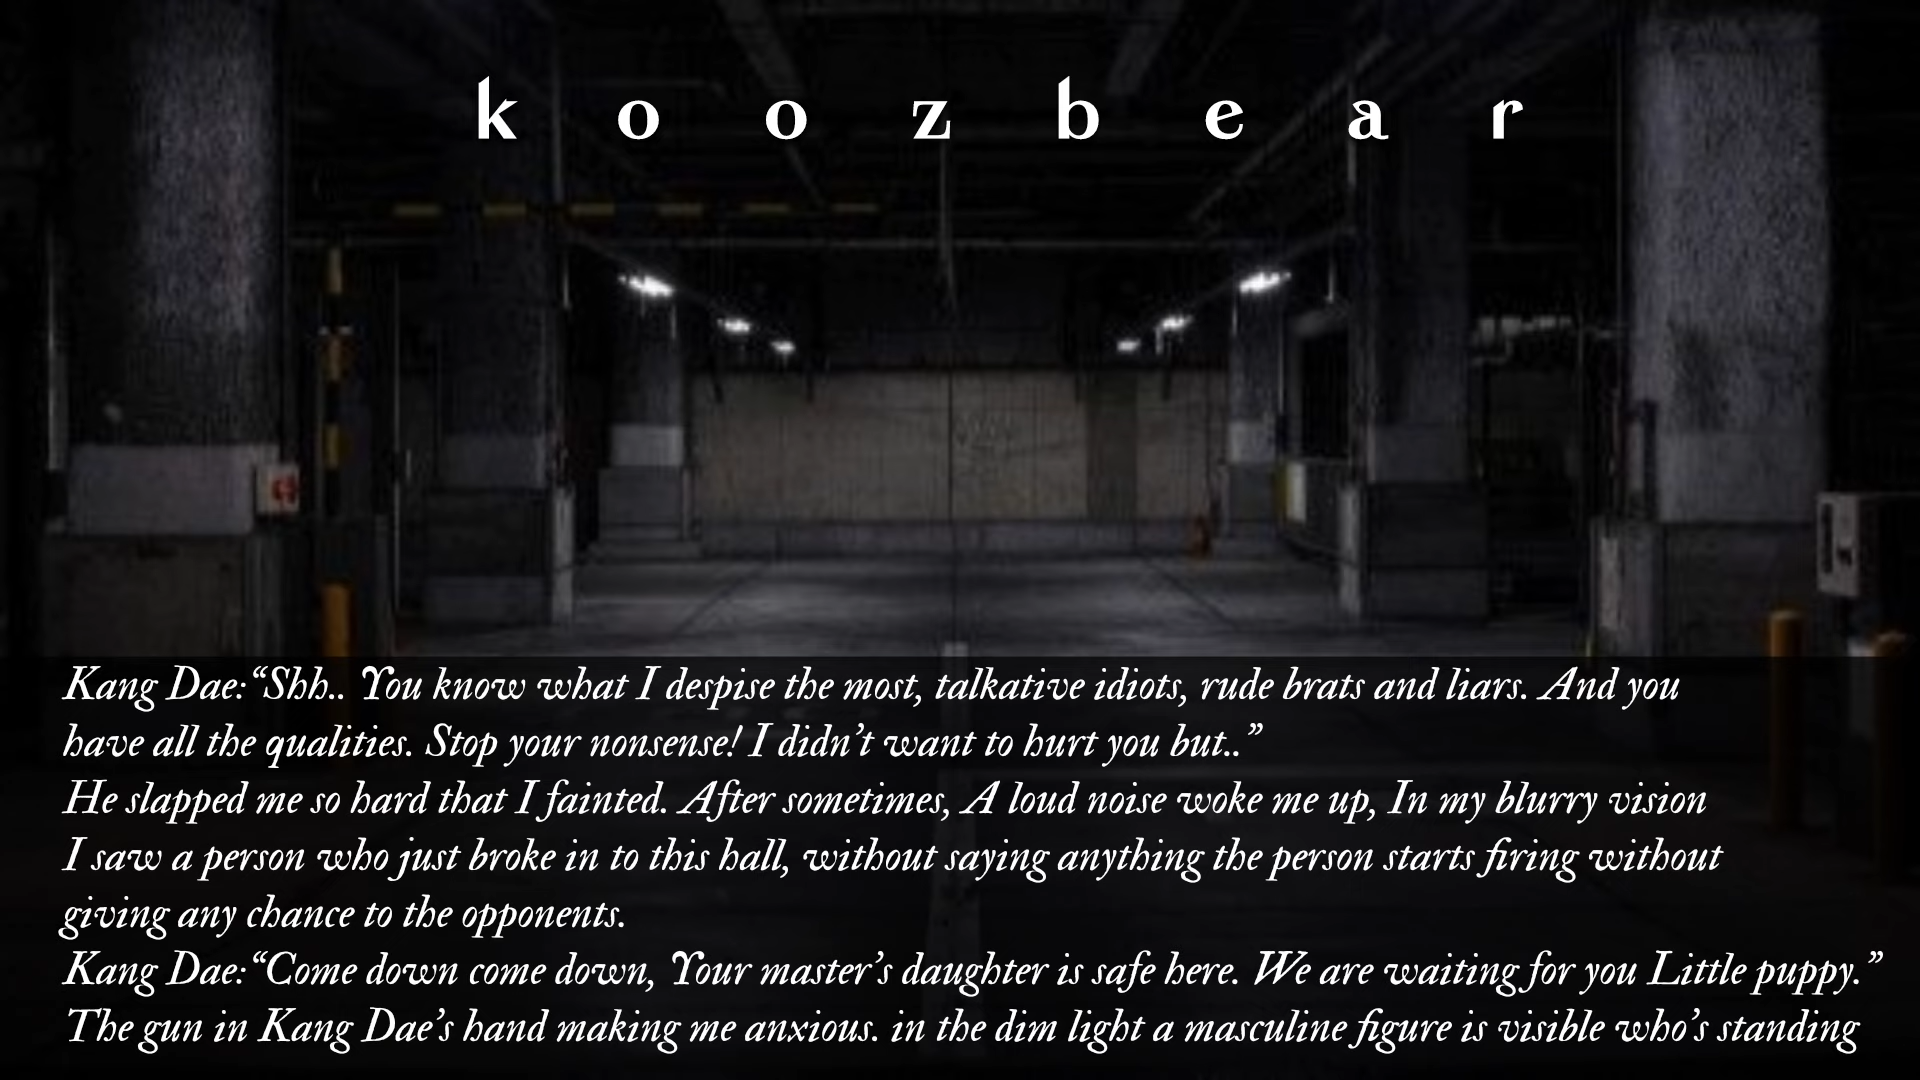 k o o z b e a r
Kang Dae:“Shh.. You know what I despise the most, talkative idiots, rude brats and liars. And you
have all the qualities. Stop your nonsense! I didn’t want to hurt you but..”
He slapped me so hard that I fainted. After sometimes, A loud noise woke me up, In my blurry vision
I saw a person who just broke in to this hall, without saying anything the person starts firing without
giving any chance to the opponents.
Kang Dae:“Come down come down, Your master’s daughter is safe here. We are waiting for you Little puppy.”
The gun in Kang Dae’s hand making me anxious. in the dim light a masculine figure is visible who’s standing